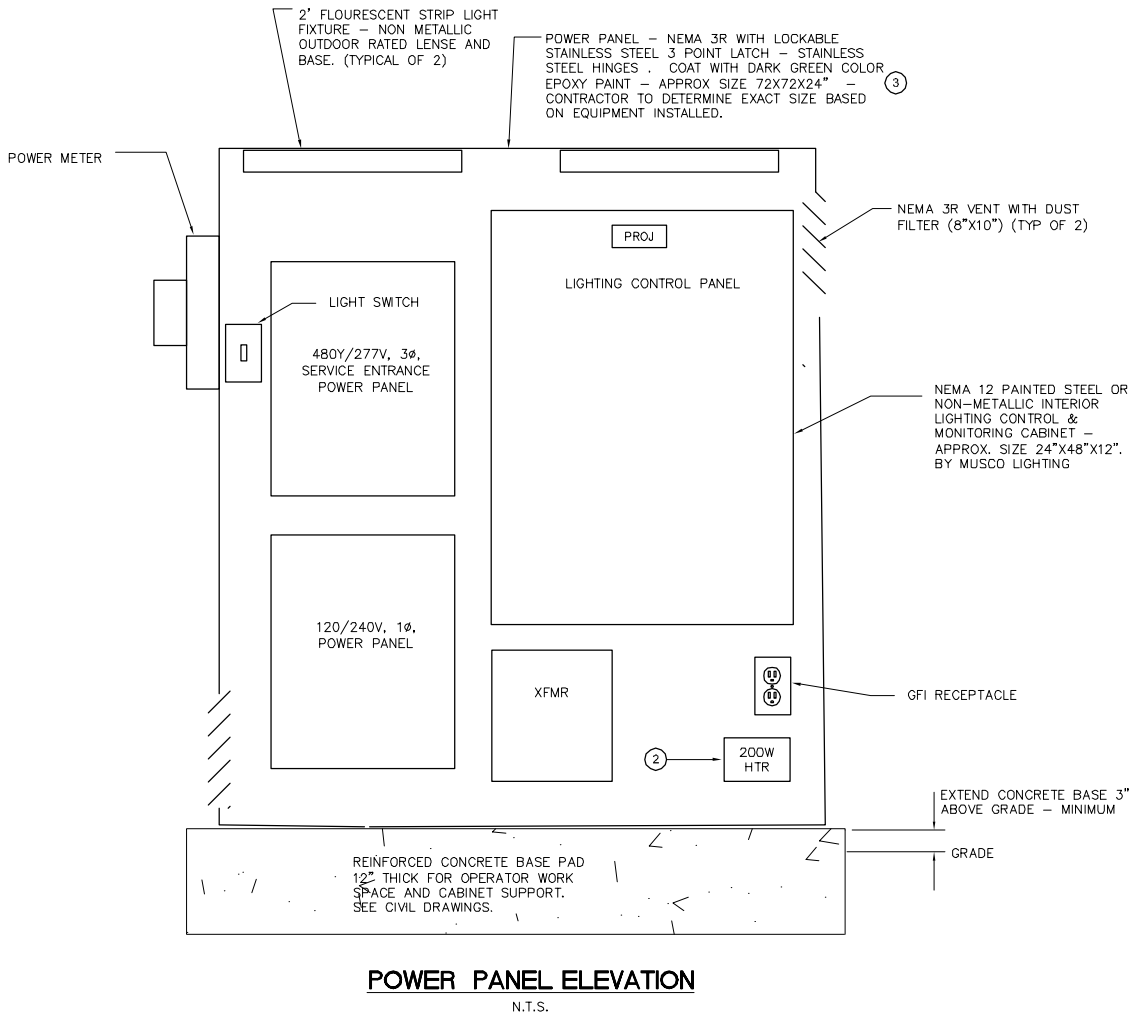 2' FLOURESCENT STRIP LIGHT
FIXTURE – NON METALLIC
OUTDOOR RATED LENSE AND
BASE. (TYPICAL OF 2)
POWER PANEL – NEMA 3R WITH LOCKABLE
STAINLESS STEEL 3 POINT LATCH – STAINLESS
STEEL HINGES . COAT WITH DARK GREEN COLOR
EPOXY PAINT – APPROX SIZE 72X72X24" –
CONTRACTOR TO DETERMINE EXACT SIZE BASED
ON EQUIPMENT INSTALLED.
3
POWER METER
NEMA 3R VENT WITH DUST
FILTER (8"X10") (TYP OF 2)
PROJ
LIGHTING CONTROL PANEL
LIGHT SWITCH
480Y/277V, 3ø,
SERVICE ENTRANCE
POWER PANEL
NEMA 12 PAINTED STEEL OR
NON–METALLIC INTERIOR
LIGHTING CONTROL &
MONITORING CABINET –
APPROX. SIZE 24"X48"X12".
BY MUSCO LIGHTING
120/240V, 1ø,
POWER PANEL
XFMR
GFI RECEPTACLE
2
200W
HTR
EXTEND CONCRETE BASE 3"
ABOVE GRADE – MINIMUM
GRADE
REINFORCED CONCRETE BASE PAD
12" THICK FOR OPERATOR WORK
SPACE AND CABINET SUPPORT.
SEE CIVIL DRAWINGS.
POWER PANEL ELEVATION
N.T.S.